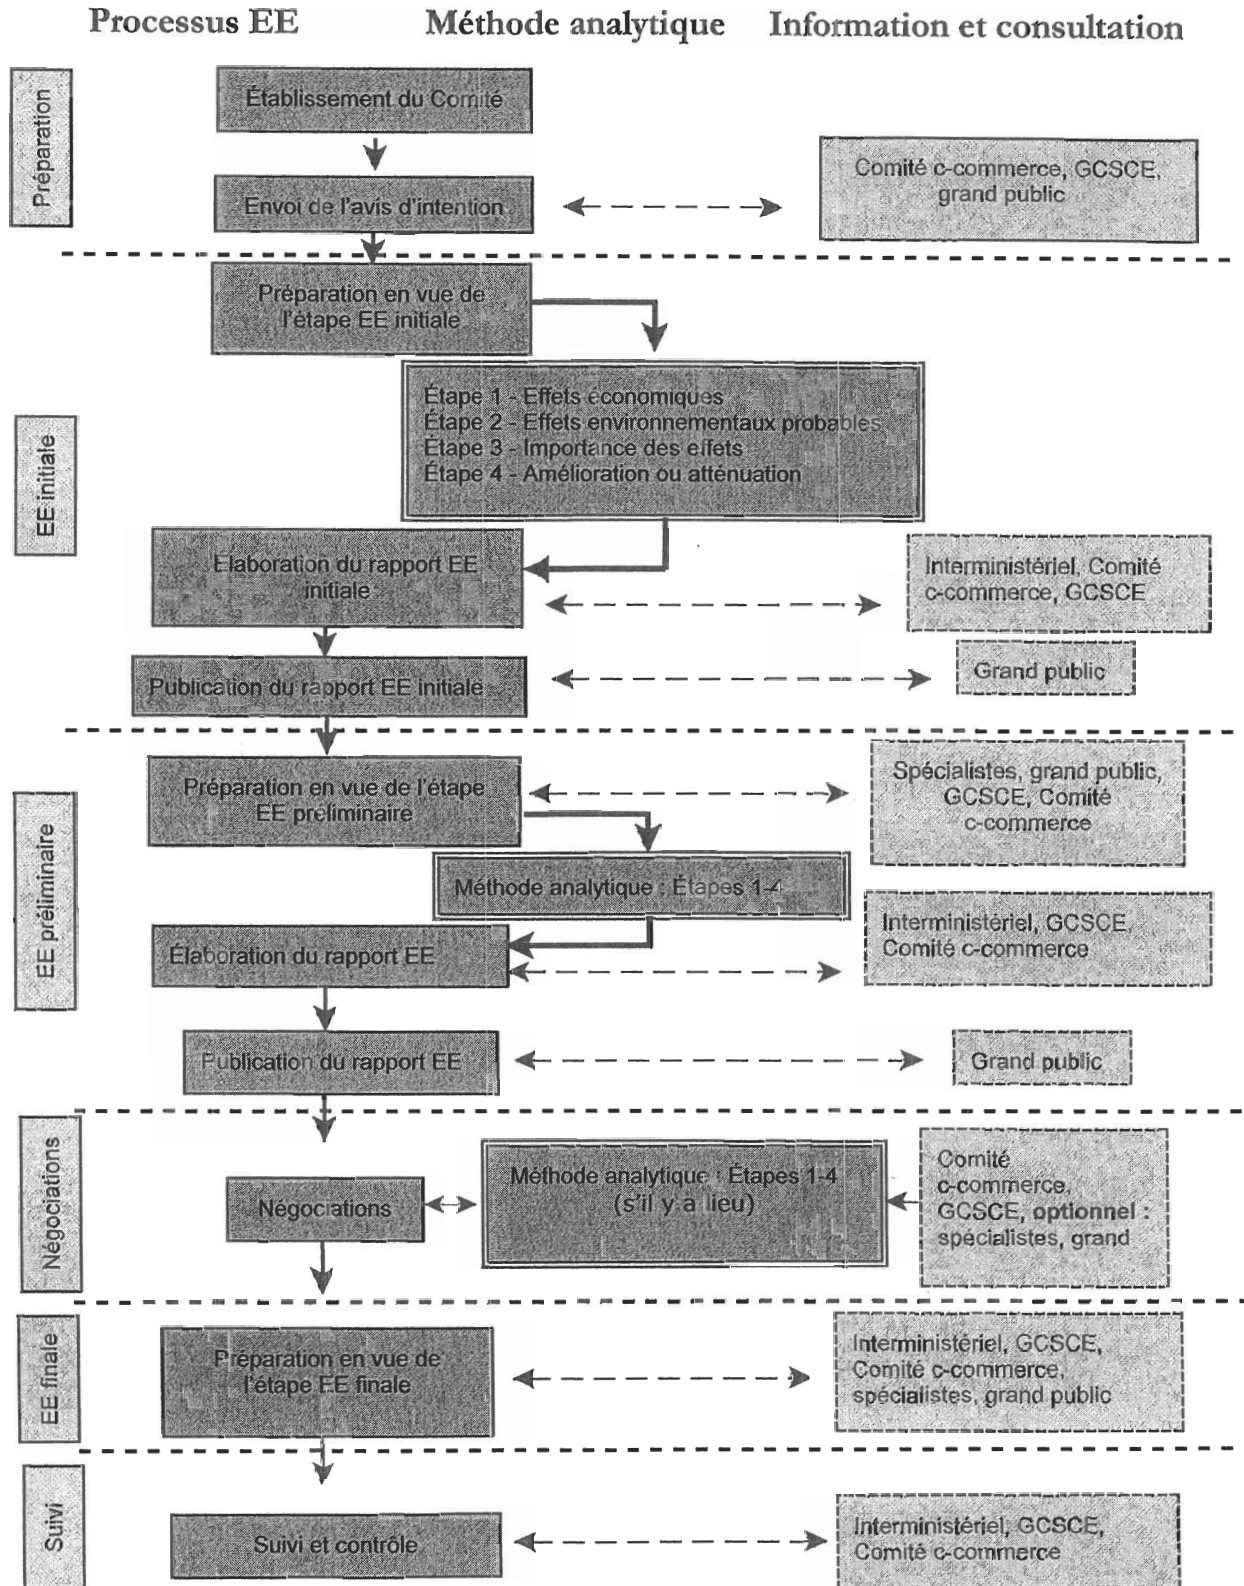 Processus EE Méthode analytique Information et consultation
Préparation
Établissement du Comité
Envoi de l'avis d'intention
Comité c-commerce, GCSCE,
grand public
EE initiale
Préparation en vue de
l'étape EE initiale
Étape 1 - Effets économiques
Étape 2 - Effets environnementaux probables
Étape 3 - Importance des effets
Étape 4 - Amélioration ou atténuation
Élaboration du rapport EE
initiale
Interministériel, Comité
c-commerce, GCSCE
Publication du rapport EE initiale
Grand public
EE préliminaire
Préparation en vue de l'étape
EE préliminaire
Spécialistes, grand public,
GCSCE, Comité
c-commerce
Méthode analytique : Étapes 1-4
Élaboration du rapport EE
Interministériel, GCSCE
Comité c-commerce
Publication du rapport EE
Grand public
Négociations
Négociations
Méthode analytique : Étapes 1-4
(s'il y a lieu)
Comité
c-commerce,
GCSCE, optionnel :
spécialistes, grand
EE finale
Préparation en vue de
l'étape EE finale
Interministériel, GCSCE,
Comité c-commerce,
spécialistes, grand public
Suivi
Suivi et contrôle
Interministériel, GCSCE,
Comité c-commerce